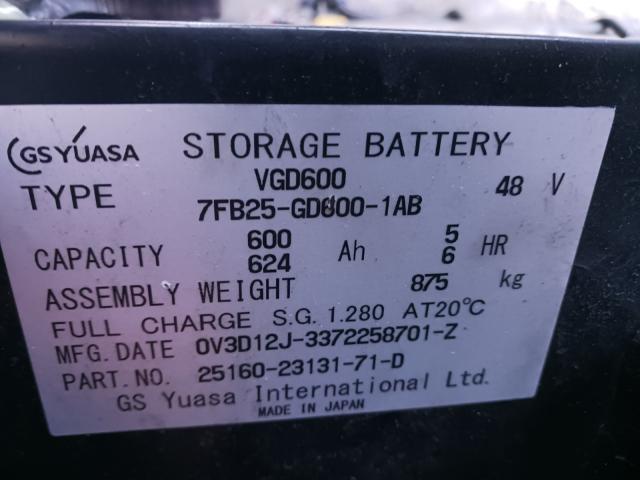 GS YUASA STORAGE BATTERY
TYPE VGD600 48 V
7FB25-GD600-1AB
CAPACITY 600 Ah 5 HR
624 6
ASSEMBLY WEIGHT 875 kg
FULL CHARGE S.G. 1.280 AT20℃
MFG.DATE 0V3D12J-3372258701-Z
PART.NO. 25160-23131-71-D
GS Yuasa International Ltd.
MADE IN JAPAN